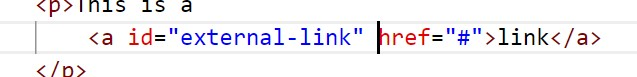 <p>This is a
<a id="external-link" href="#">link</a>
</p>